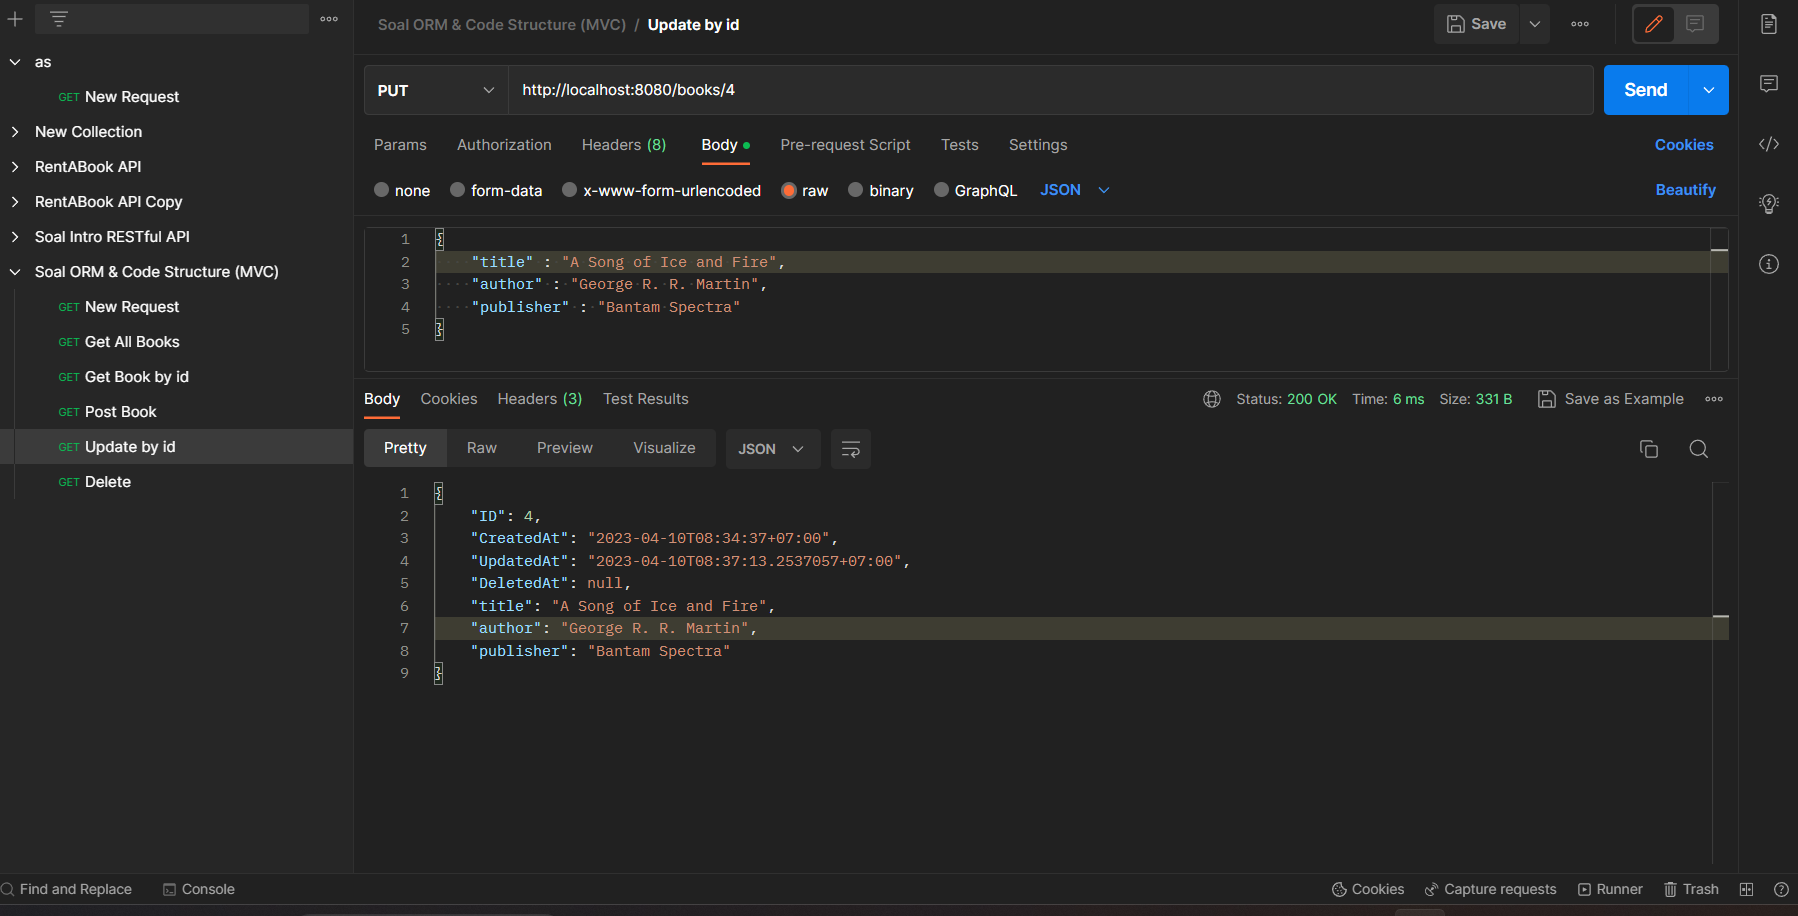 as
GET New Request
New Collection
RentABook API
RentABook API Copy
Soal Intro RESTful API
Soal ORM & Code Structure (MVC)
GET New Request
GET Get All Books
GET Get Book by id
GET Post Book
GET Update by id
GET Delete
Soal ORM & Code Structure (MVC) / Update by id
Save
PUT http://localhost:8080/books/4 Send
Params Authorization Headers (8) Body Pre-request Script Tests Settings Cookies
none form-data x-www-form-urlencoded raw binary GraphQL JSON Beautify
1 {
2 "title" : "A Song of Ice and Fire",
3 "author" : "George R. R. Martin",
4 "publisher" : "Bantam Spectra"
5 }
Body Cookies Headers (3) Test Results Status: 200 OK Time: 6 ms Size: 331 B Save as Example
Pretty Raw Preview Visualize JSON
1 {
2 "ID": 4,
3 "CreatedAt": "2023-04-10T08:34:37+07:00",
4 "UpdatedAt": "2023-04-10T08:37:13.2537057+07:00",
5 "DeletedAt": null,
6 "title": "A Song of Ice and Fire",
7 "author": "George R. R. Martin",
8 "publisher": "Bantam Spectra"
9 }
Find and Replace Console Cookies Capture requests Runner Trash